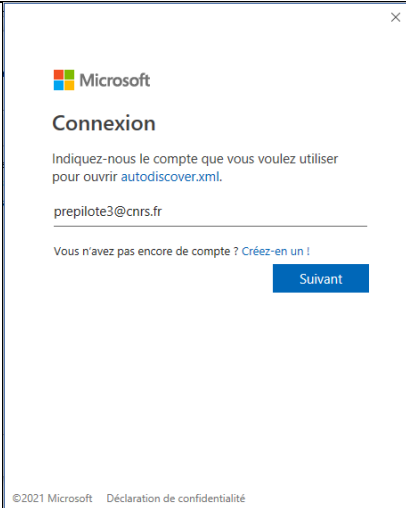 Microsoft
Connexion
Indiquez-nous le compte que vous voulez utiliser
pour ouvrir autodiscover.xml.
prepilote3@cnrs.fr
Vous n'avez pas encore de compte ? Créez-en un !
Suivant
©2021 Microsoft Déclaration de confidentialité